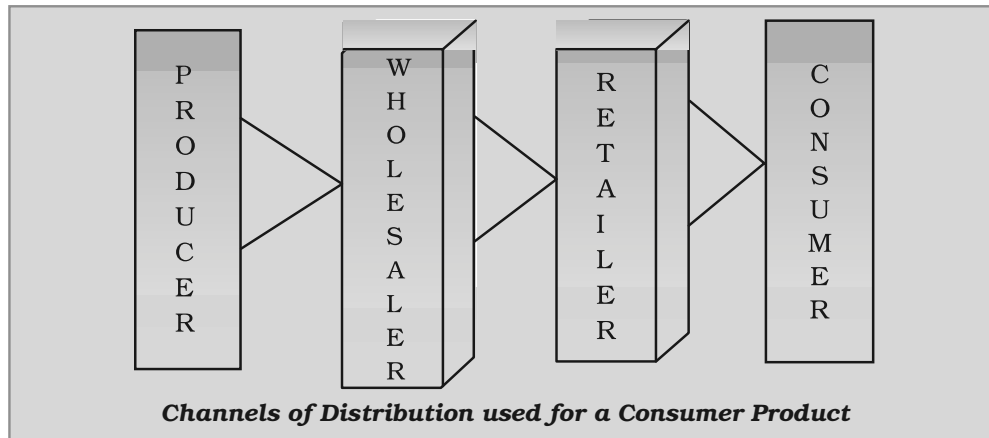 PRODUCER
WHOLESALER
RETAILER
CONSUMER
Channels of Distribution used for a Consumer Product